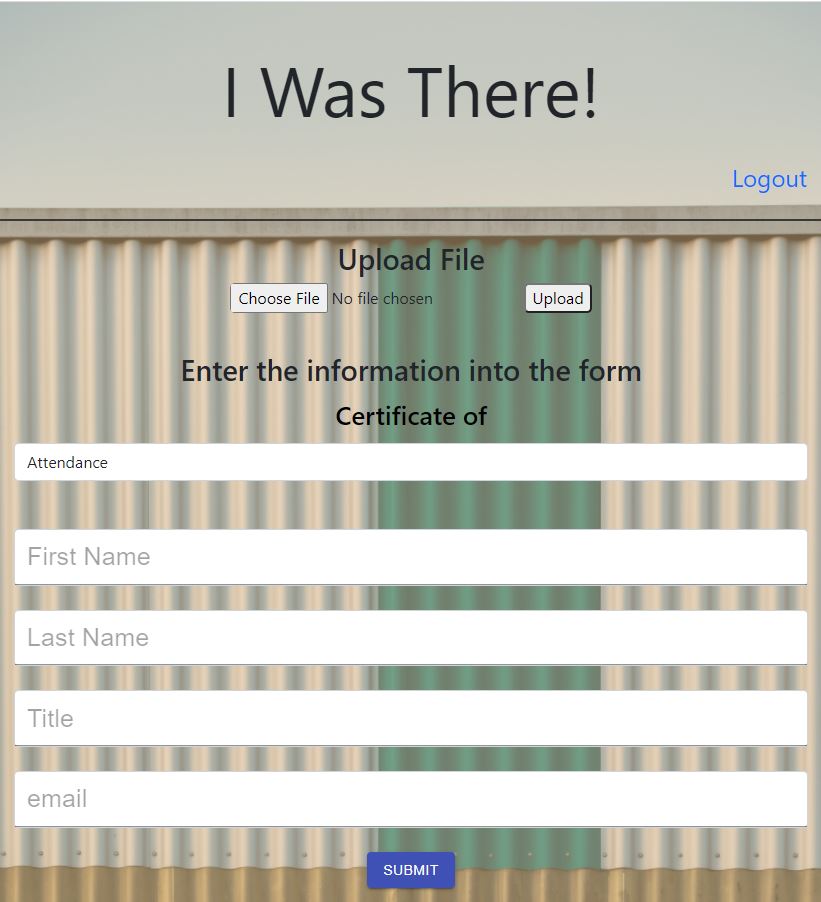 I Was There!
Logout
Upload File
Choose File No file chosen Upload
Enter the information into the form
Certificate of
Attendance
First Name
Last Name
Title
email
SUBMIT